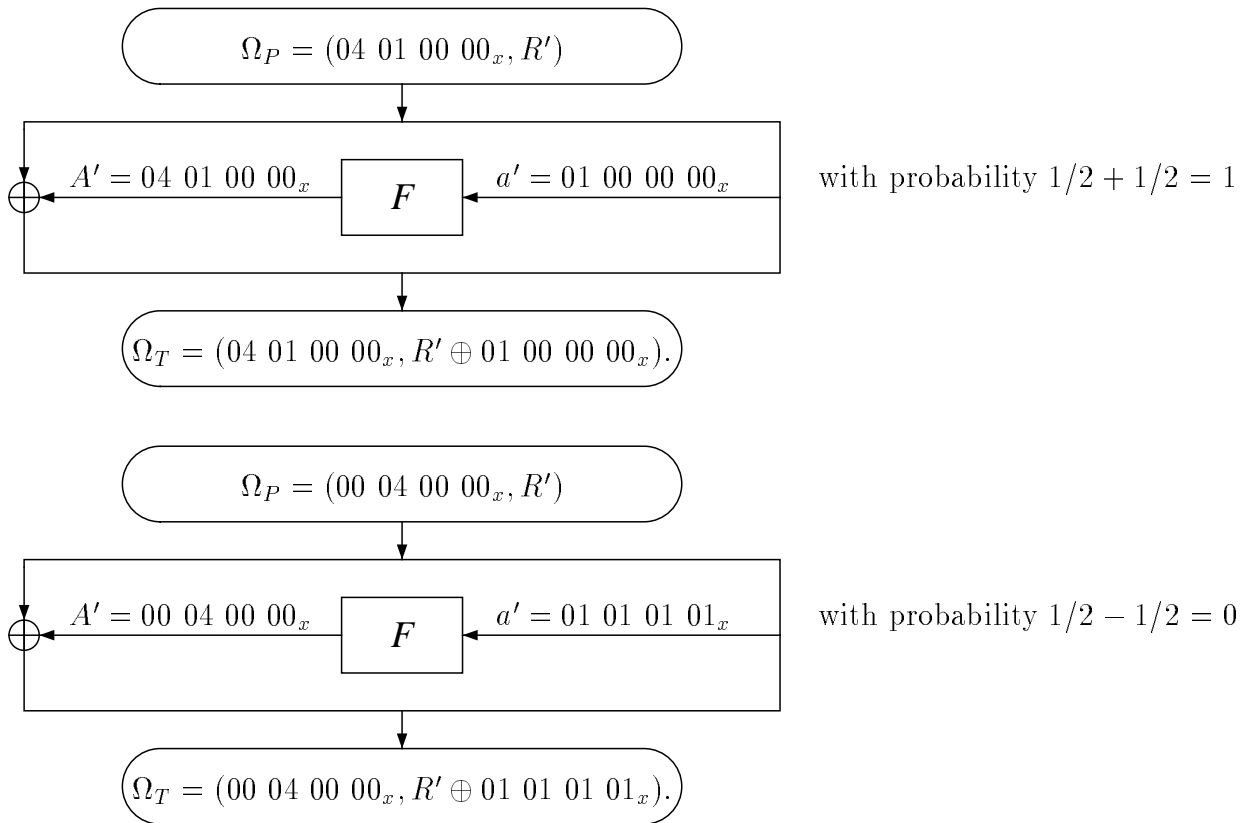 Ω_P = (04 01 00 00_x, R′)
A′ = 04 01 00 00_x F a′ = 01 00 00 00_x with probability 1/2 + 1/2 = 1
Ω_T = (04 01 00 00_x, R′ ⊕ 01 00 00 00_x).
Ω_P = (00 04 00 00_x, R′)
A′ = 00 04 00 00_x F a′ = 01 01 01 01_x with probability 1/2 − 1/2 = 0
Ω_T = (00 04 00 00_x, R′ ⊕ 01 01 01 01_x).